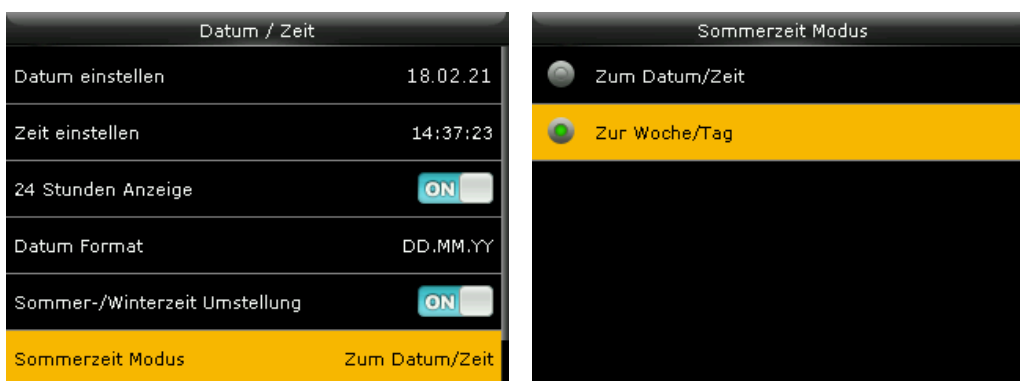 Datum / Zeit
Datum einstellen 18.02.21
Zeit einstellen 14:37:23
24 Stunden Anzeige ON
Datum Format DD.MM.YY
Sommer-/Winterzeit Umstellung ON
Sommerzeit Modus Zum Datum/Zeit
Sommerzeit Modus
Zum Datum/Zeit
Zur Woche/Tag